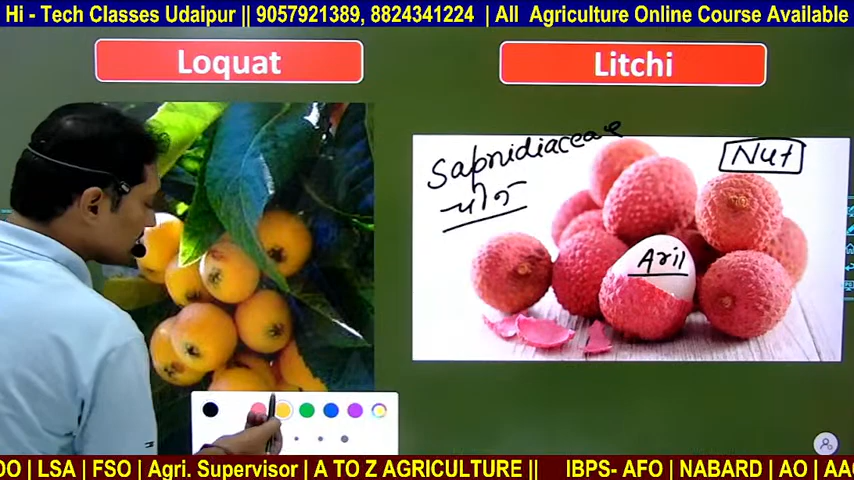 Hi - Tech Classes Udaipur || 9057921389, 8824341224 | All Agriculture Online Course Available
Loquat
Litchi
Sapnidiaceae
Nut
Aril
DO | LSA | FSO | Agri. Supervisor | A TO Z AGRICULTURE || IBPS- AFO | NABARD | AO | AA